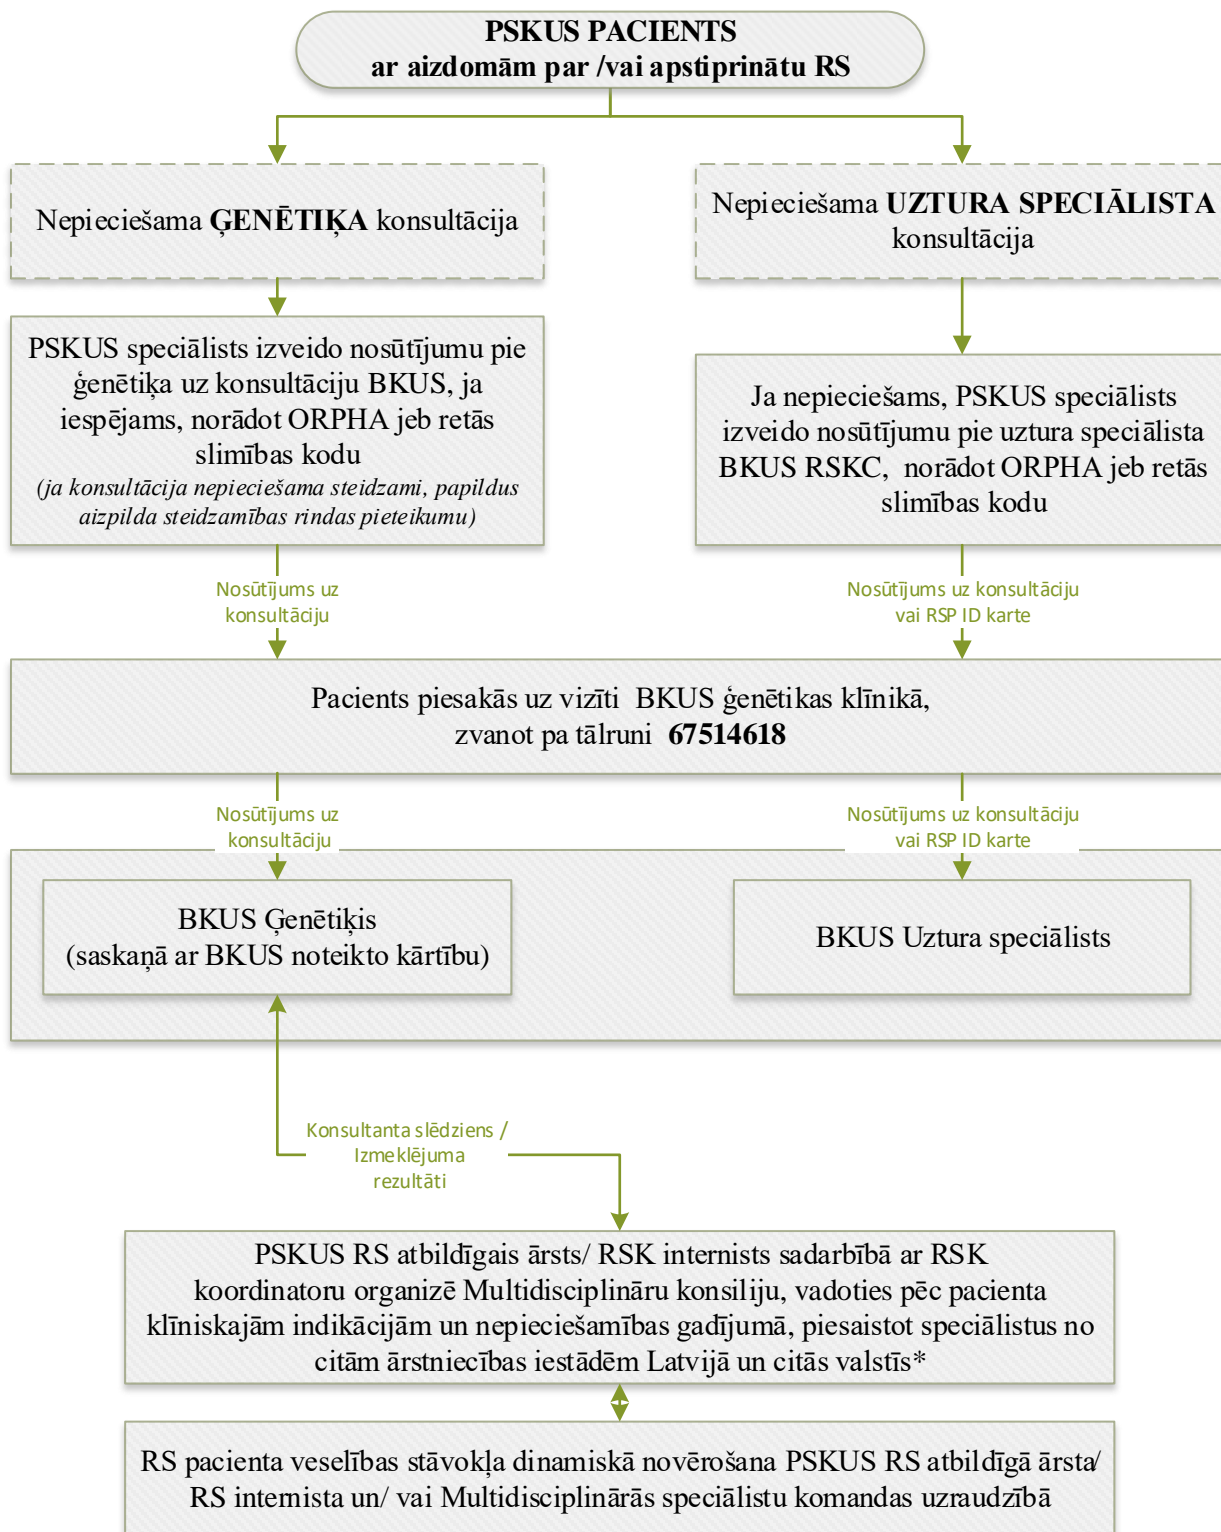 PSKUS PACIENTS
ar aizdomām par /vai apstiprinātu RS
Nepieciešama ĢENĒTIĶA konsultācija
Nepieciešama UZTURA SPECIĀLISTA
konsultācija
PSKUS speciālists izveido nosūtījumu pie
ģenētiķa uz konsultāciju BKUS, ja
iespējams, norādot ORPHA jeb retās
slimības kodu
(ja konsultācija nepieciešama steidzami, papildus
aizpilda steidzamības rindas pieteikumu)
Ja nepieciešams, PSKUS speciālists
izveido nosūtījumu pie uztura speciālista
BKUS RSKC, norādot ORPHA jeb retās
slimības kodu
Nosūtījums uz
konsultāciju
Nosūtījums uz konsultāciju
vai RSP ID karte
Pacients piesakās uz vizīti BKUS ģenētikas klīnikā,
zvanot pa tālruni 67514618
Nosūtījums uz
konsultāciju
Nosūtījums uz konsultāciju
vai RSP ID karte
BKUS Ģenētiķis
(saskaņā ar BKUS noteikto kārtību)
BKUS Uztura speciālists
Konsultanta slēdziens /
Izmeklējuma
rezultāti
PSKUS RS atbildīgais ārsts/ RSK internists sadarbībā ar RSK
koordinatoru organizē Multidisciplināru konsiliju, vadoties pēc pacienta
klīniskajām indikācijām un nepieciešamības gadījumā, piesaistot speciālistus no
citām ārstniecības iestādēm Latvijā un citās valstīs*
RS pacienta veselības stāvokļa dinamiskā novērošana PSKUS RS atbildīgā ārsta/
RS internista un/ vai Multidisciplinārās speciālistu komandas uzraudzībā